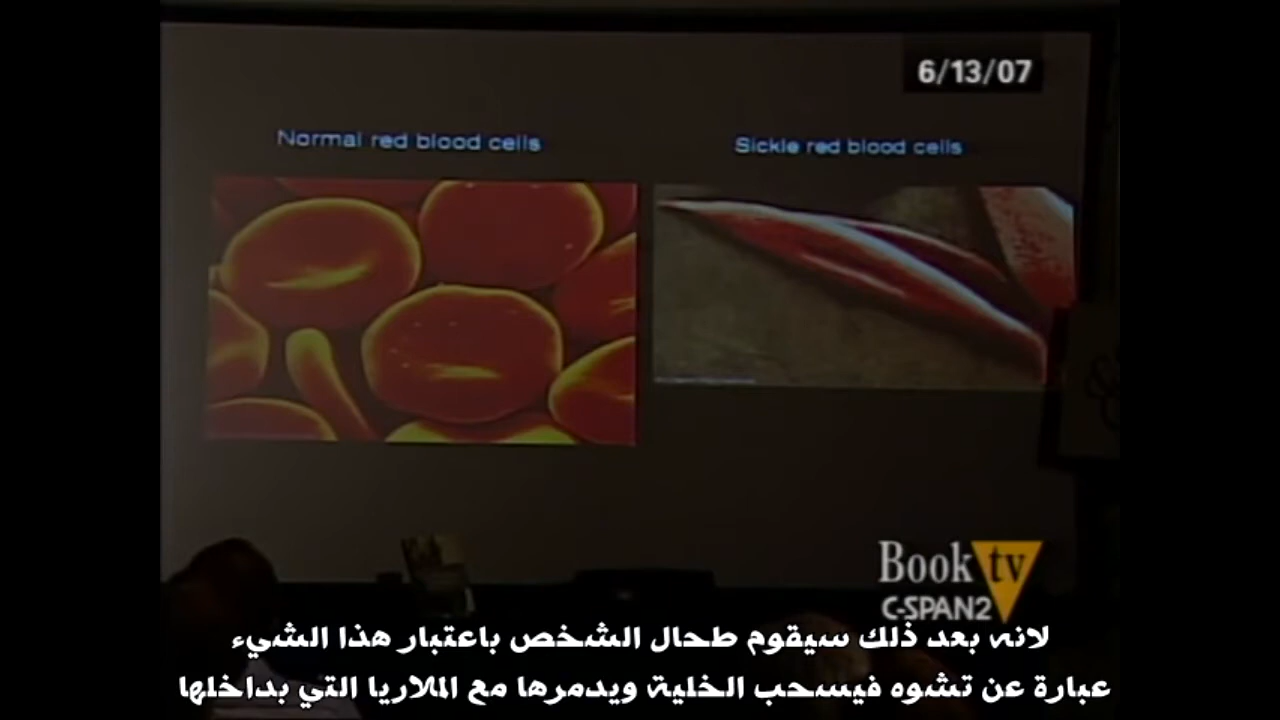 6/13/07
Normal red blood cells
Sickle red blood cells
Book tv
C-SPAN2
لانه بعد ذلك سيقوم طحال الشخص باعتبار هذا الشيء
عبارة عن تشوه فيسحب الخلية ويدمرها مع الملاريا التي بداخلها